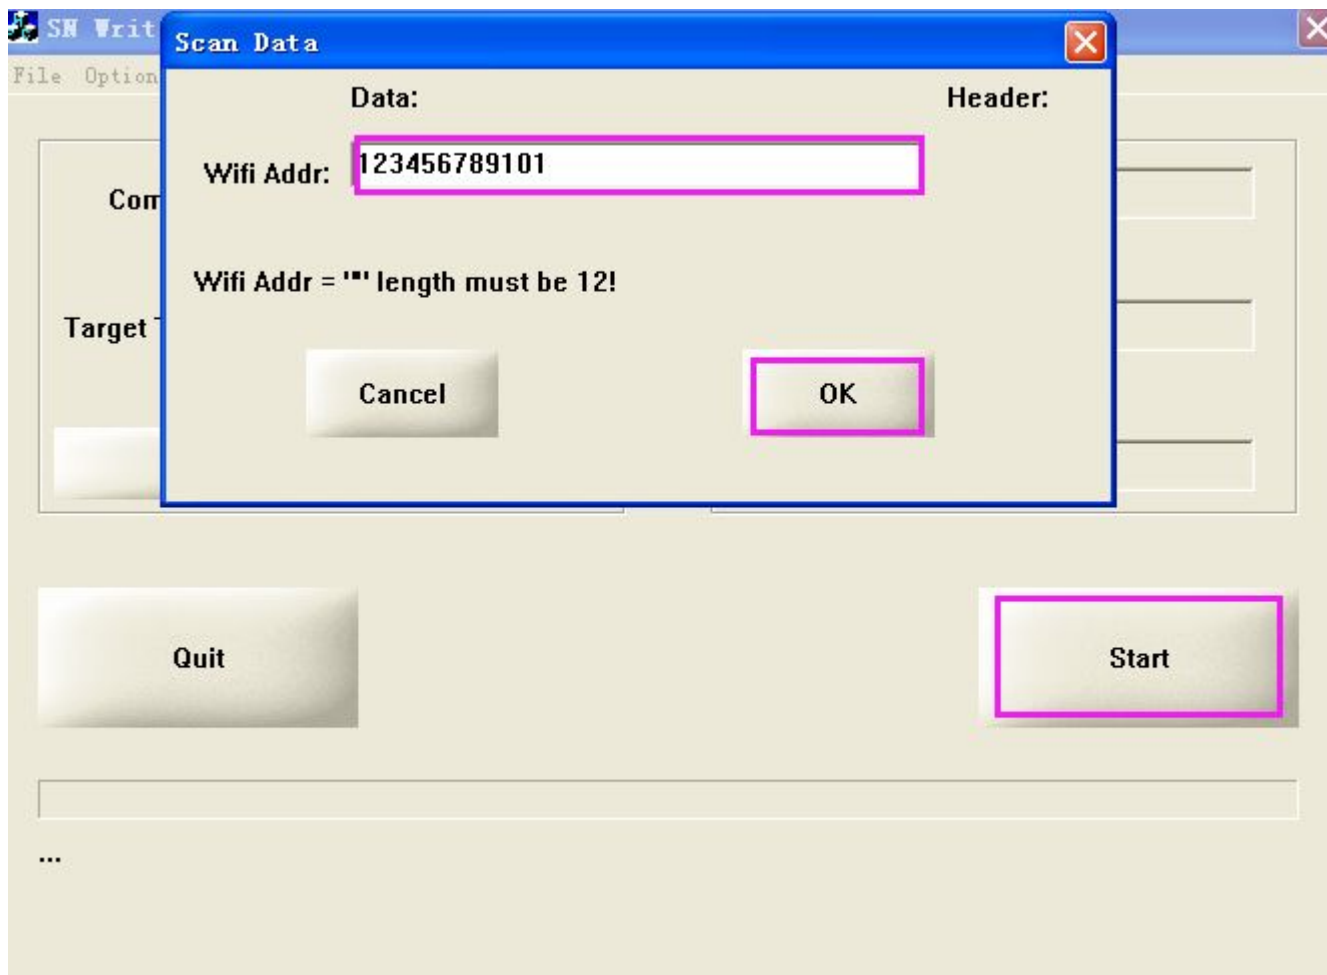 SN Writ
Scan Data
File Option
Data:
Header:
Wifi Addr:
123456789101
Com
Wifi Addr = "" length must be 12!
Target
Cancel
OK
Quit
Start
...